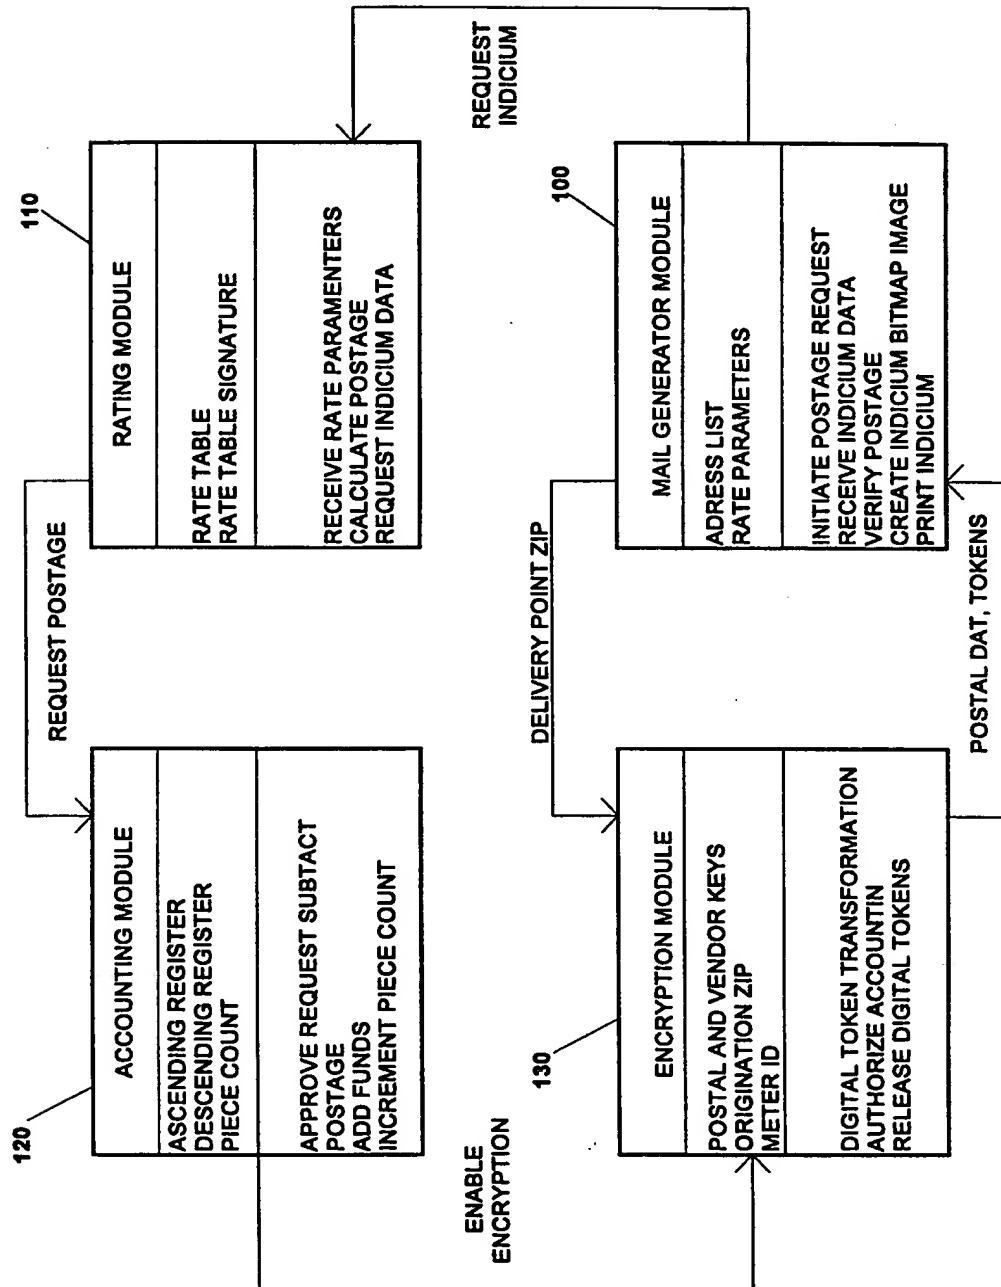 120
ACCOUNTING MODULE
ASCENDING REGISTER
DESCENDING REGISTER
PIECE COUNT
APPROVE REQUEST SUBTACT
POSTAGE
ADD FUNDS
INCREMENT PIECE COUNT
REQUEST POSTAGE
110
RATING MODULE
RATE TABLE
RATE TABLE SIGNATURE
RECEIVE RATE PARAMENTERS
CALCULATE POSTAGE
REQUEST INDICIUM DATA
ENABLE
ENCRYPTION
REQUEST
INDICIUM
130
ENCRYPTION MODULE
POSTAL AND VENDOR KEYS
ORIGINATION ZIP
METER ID
DIGITAL TOKEN TRANSFORMATION
AUTHORIZE ACCOUNTIN
RELEASE DIGITAL TOKENS
DELIVERY POINT ZIP
100
MAIL GENERATOR MODULE
ADRESS LIST
RATE PARAMETERS
INITIATE POSTAGE REQUEST
RECEIVE INDICIUM DATA
VERIFY POSTAGE
CREATE INDICIUM BITMAP IMAGE
PRINT INDICIUM
POSTAL DAT, TOKENS